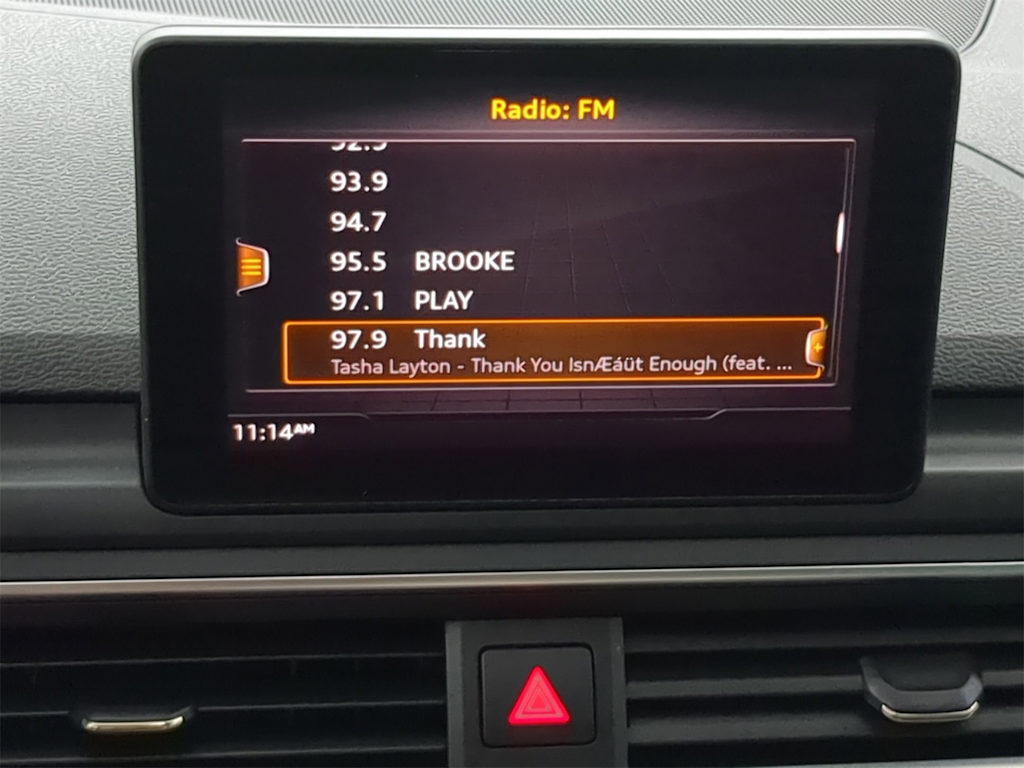 Radio: FM
93.9
94.7
95.5 BROOKE
97.1 PLAY
97.9 Thank
Tasha Layton - Thank You IsnÆáüt Enough (feat. ...
11:14AM